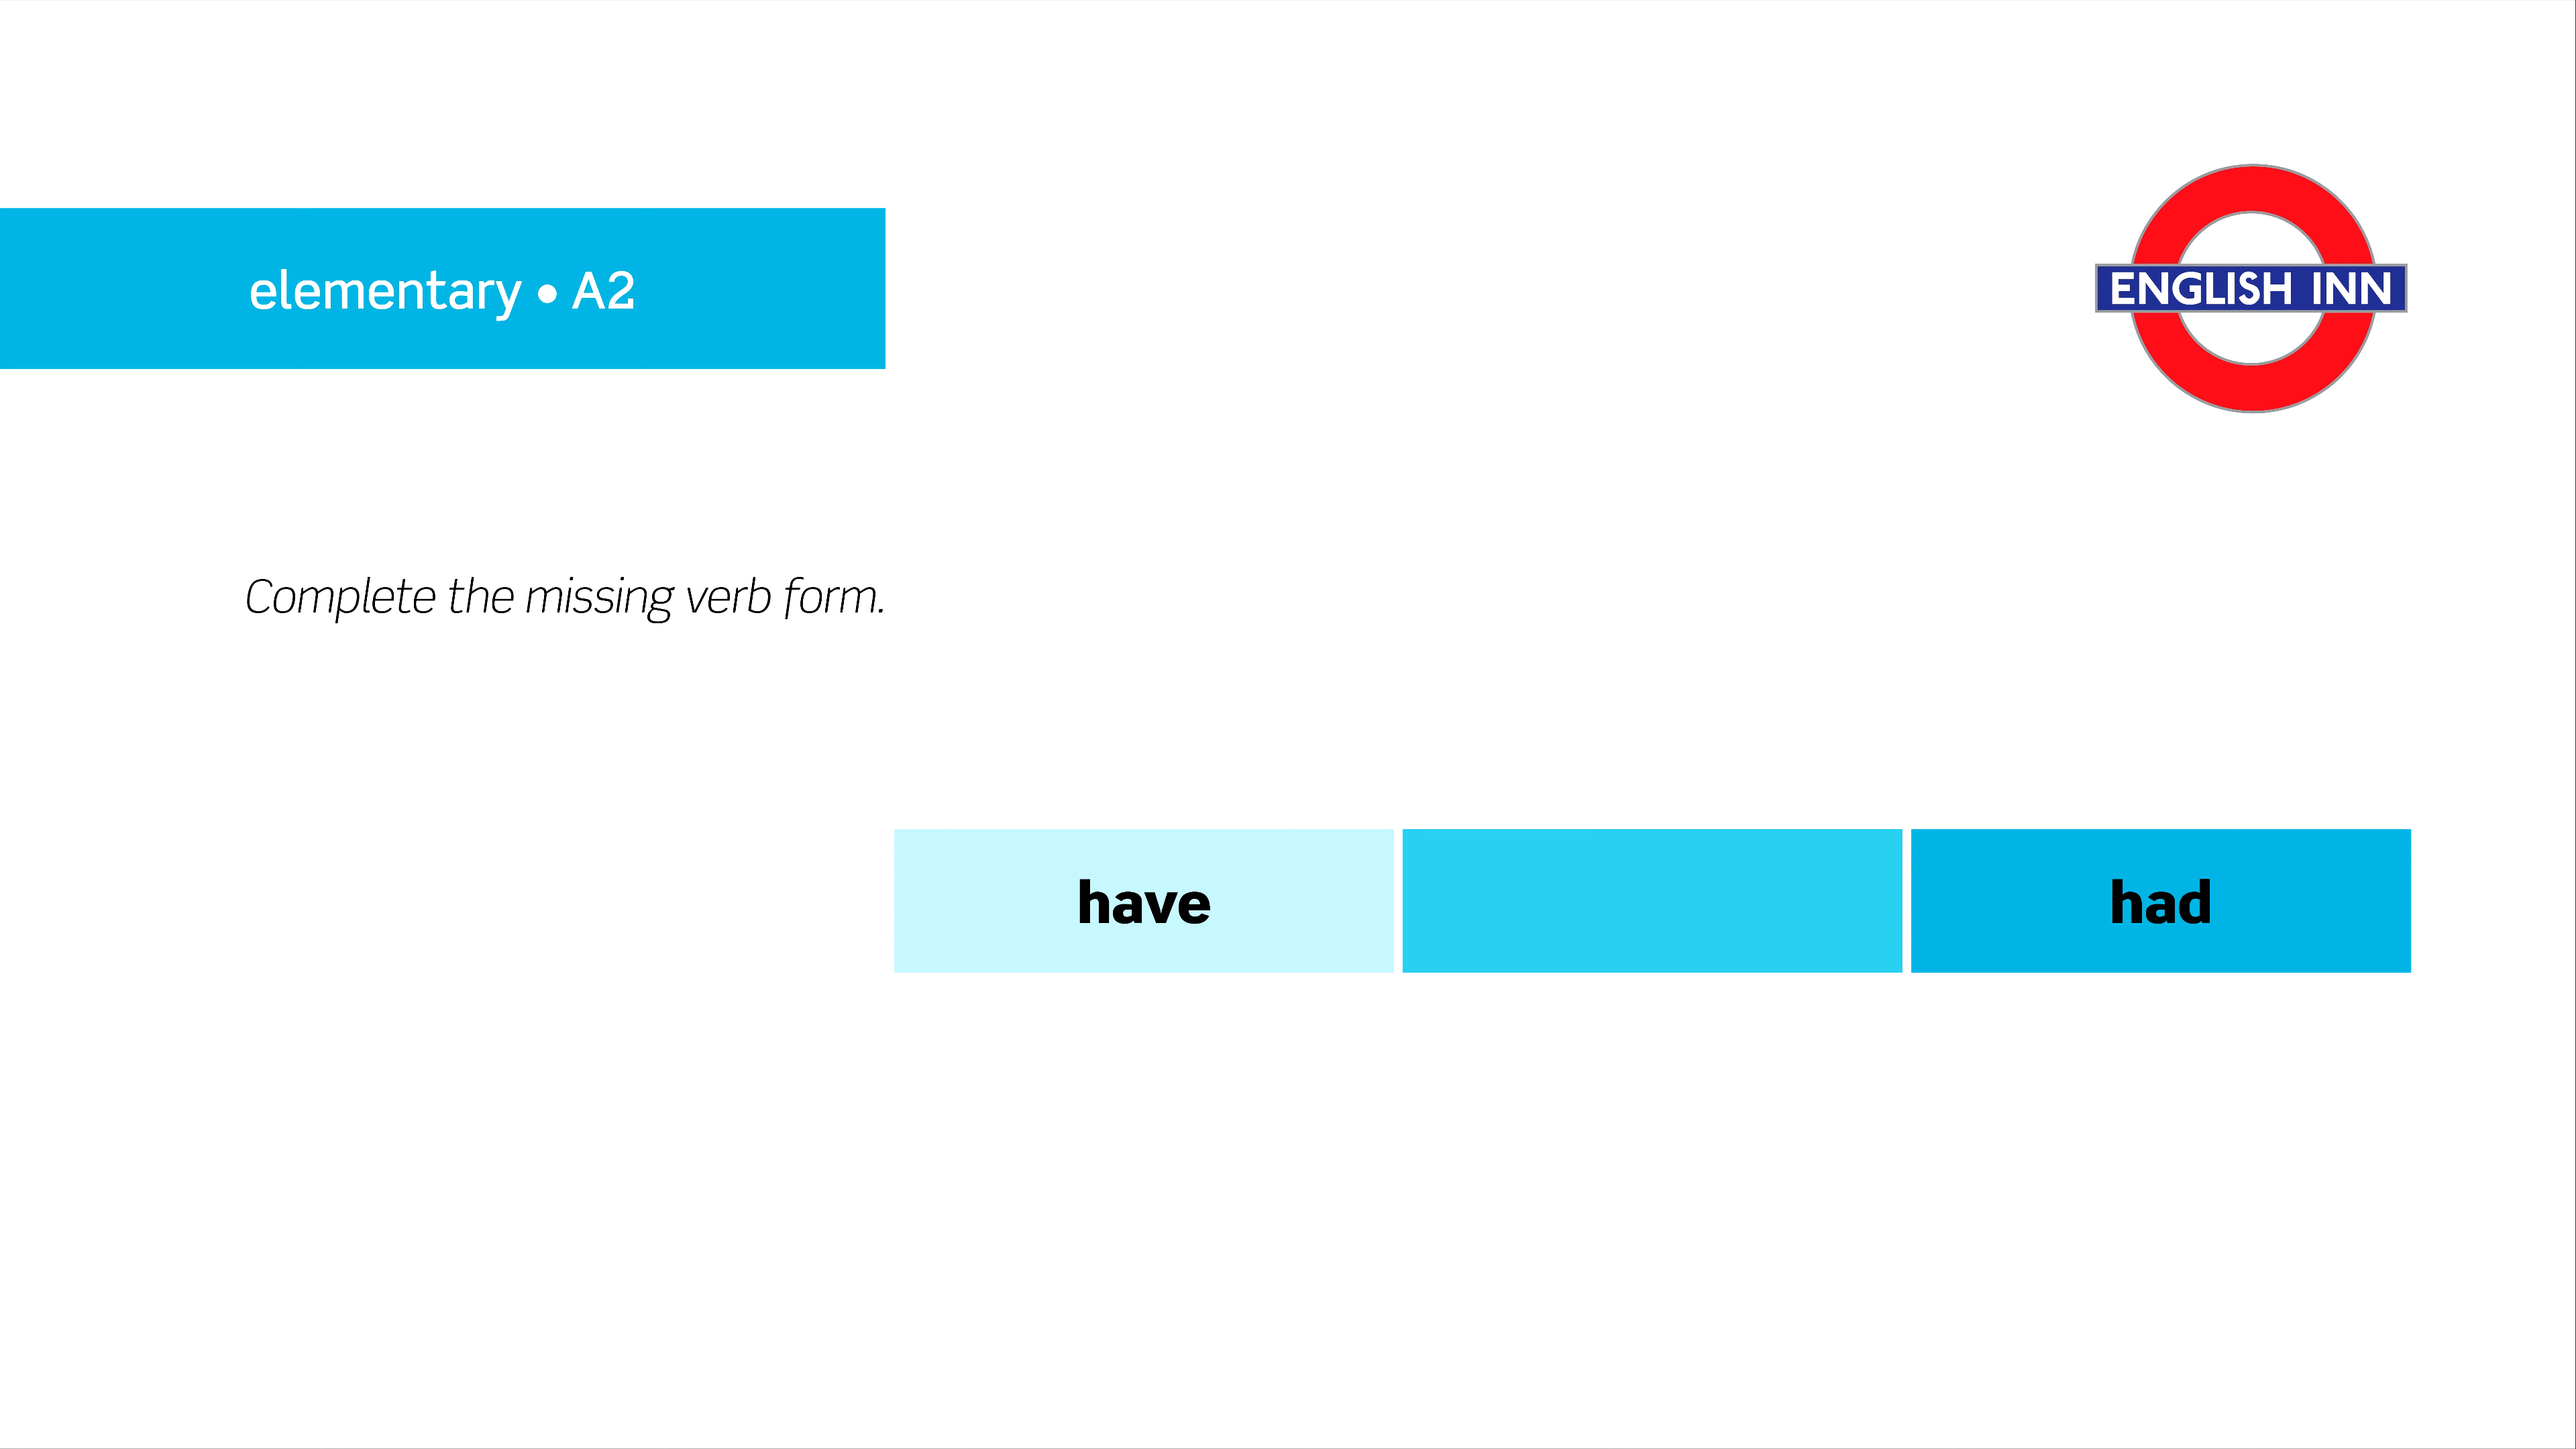 elementary • A2
ENGLISH INN
Complete the missing verb form.
have had